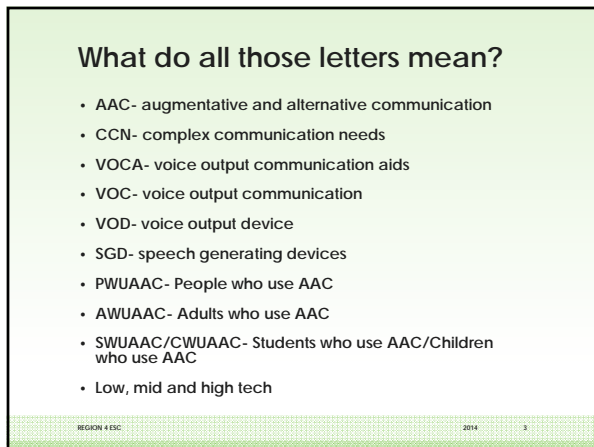 What do all those letters mean?
• AAC- augmentative and alternative communication
• CCN- complex communication needs
• VOCA- voice output communication aids
• VOC- voice output communication
• VOD- voice output device
• SGD- speech generating devices
• PWUAAC- People who use AAC
• AWUAAC- Adults who use AAC
• SWUAAC/CWUAAC- Students who use AAC/Children
who use AAC
• Low, mid and high tech
REGION 4 ESC 2014 3